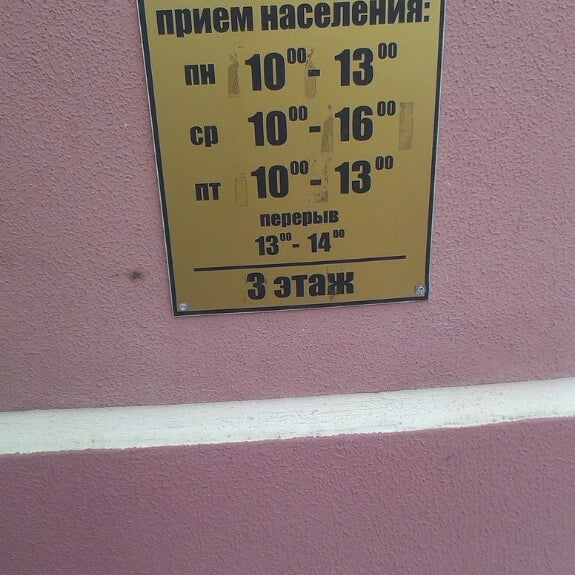 прием населения:
пн 10⁰⁰- 13⁰⁰
ср 10⁰⁰- 16⁰⁰
пт 10⁰⁰- 13⁰⁰
перерыв
13⁰⁰- 14⁰⁰
3 этаж